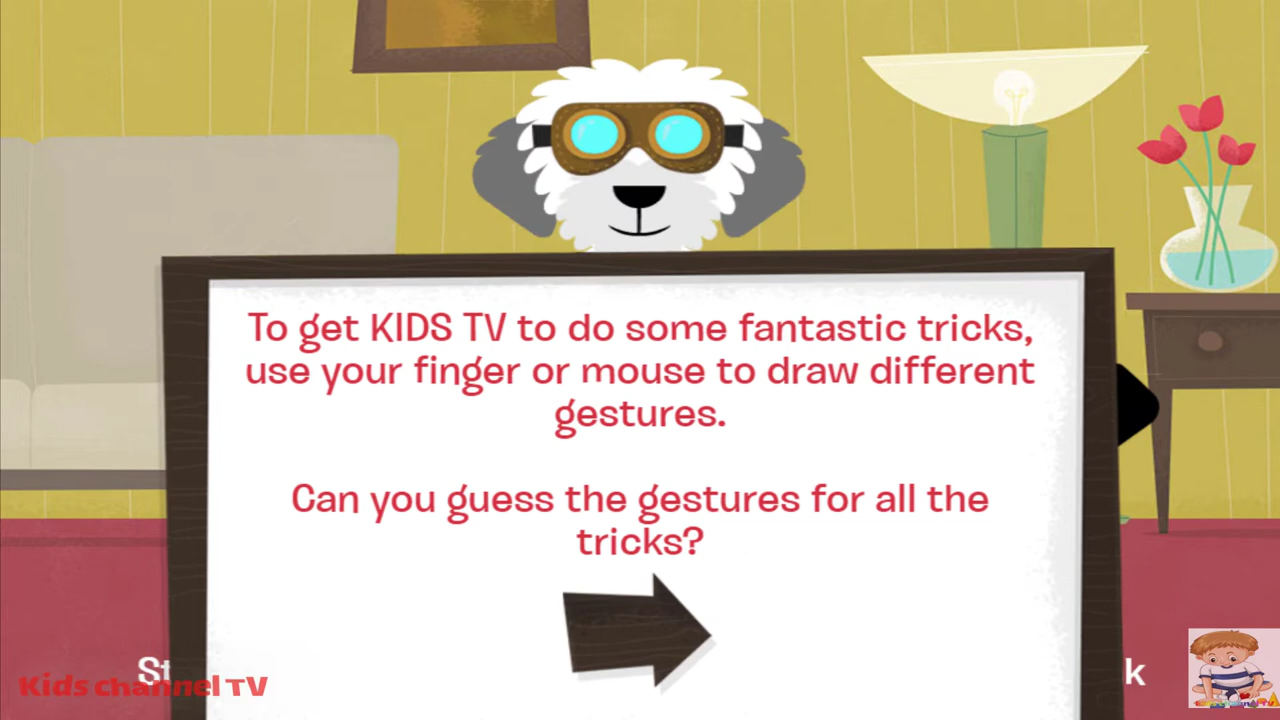 To get KIDS TV to do some fantastic tricks,
use your finger or mouse to draw different
gestures.
Can you guess the gestures for all the
tricks?
St
k
Kids channel TV